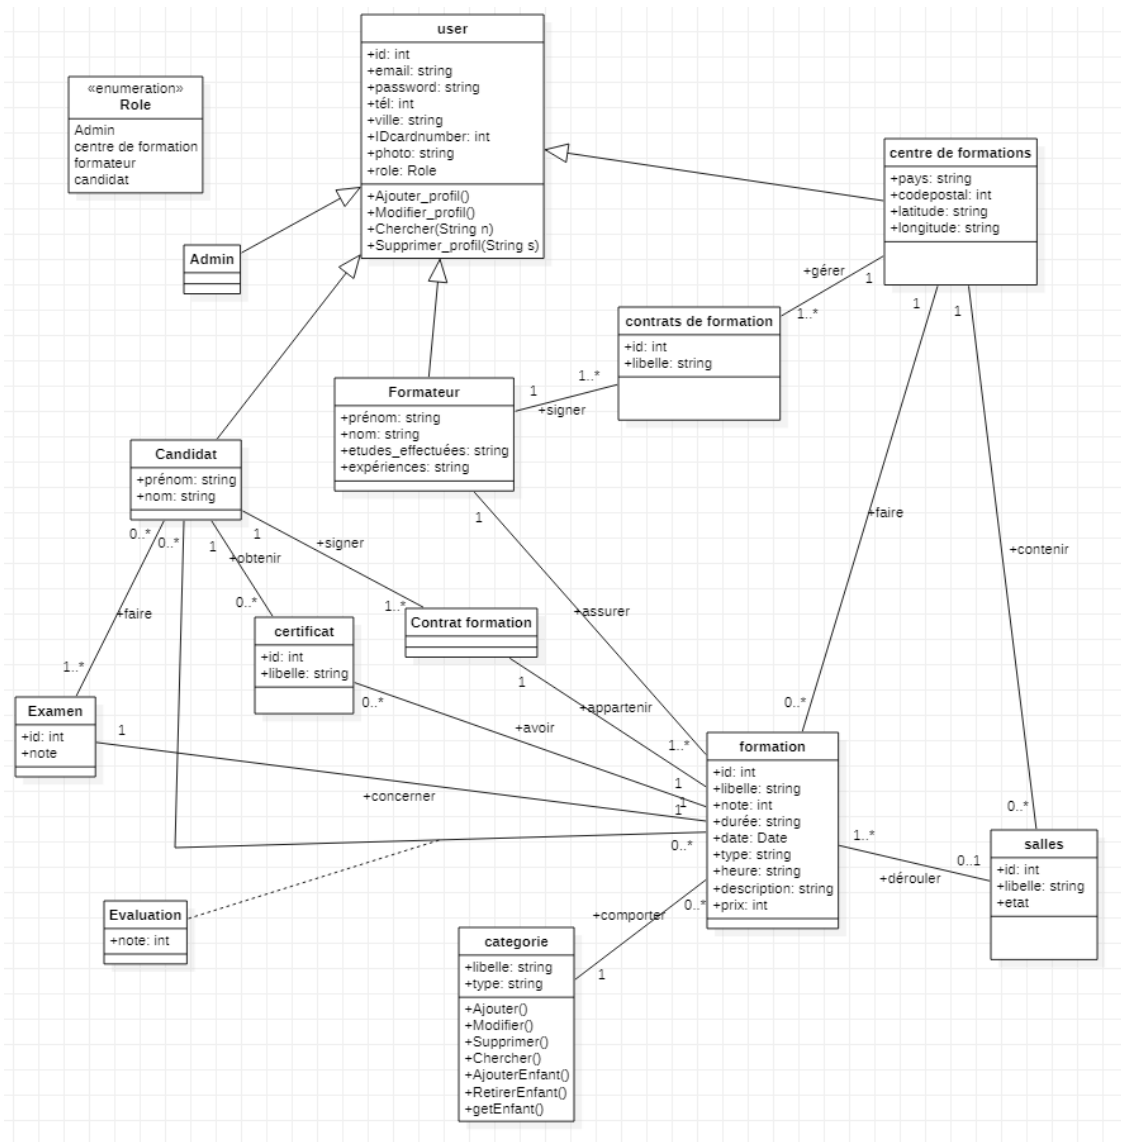 user
+id: int
+email: string
+password: string
+tél: int
+ville: string
+IDcardnumber: int
+photo: string
+role: Role
+Ajouter_profil()
+Modifier_profil()
+Chercher(String n)
+Supprimer_profil(String s)
«enumeration»
Role
Admin
centre de formation
formateur
candidat
centre de formations
+pays: string
+codepostal: int
+latitude: string
+longitude: string
Admin
+gérer
1
1..*
contrats de formation
+id: int
+libelle: string
1
1
Formateur
+prénom: string
+nom: string
+etudes_effectuées: string
+expériences: string
1
1..*
+signer
Candidat
+prénom: string
+nom: string
0..*
0..*
1
1
+obtenir
+signer
1
+faire
+contenir
+faire
0..*
1..*
+assurer
1..*
certificat
+id: int
+libelle: string
Contrat formation
Examen
+id: int
+note
1
0..*
1
+avoir
+appartenir
1..*
0..*
+concerner
1
1
1
0..*
formation
+id: int
+libelle: string
+note: int
+durée: string
+date: Date
+type: string
+heure: string
+description: string
+prix: int
1..*
0..1
+dérouler
0..*
salles
+id: int
+libelle: string
+etat
Evaluation
+note: int
+comporter
0..*
1
categorie
+libelle: string
+type: string
+Ajouter()
+Modifier()
+Supprimer()
+Chercher()
+AjouterEnfant()
+RetirerEnfant()
+getEnfant()